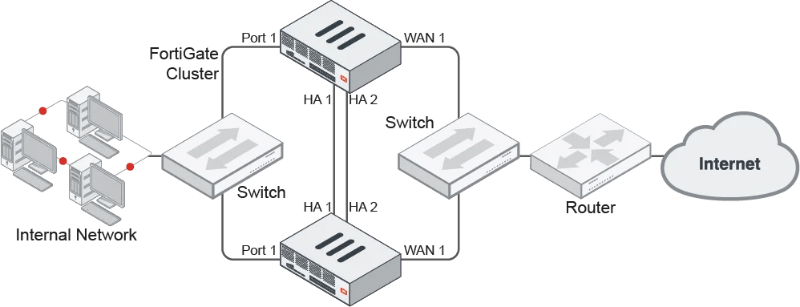 Port 1
WAN 1
FortiGate
Cluster
HA 1
HA 2
Switch
Internet
Switch
HA 1
HA 2
Router
Internal Network
Port 1
WAN 1